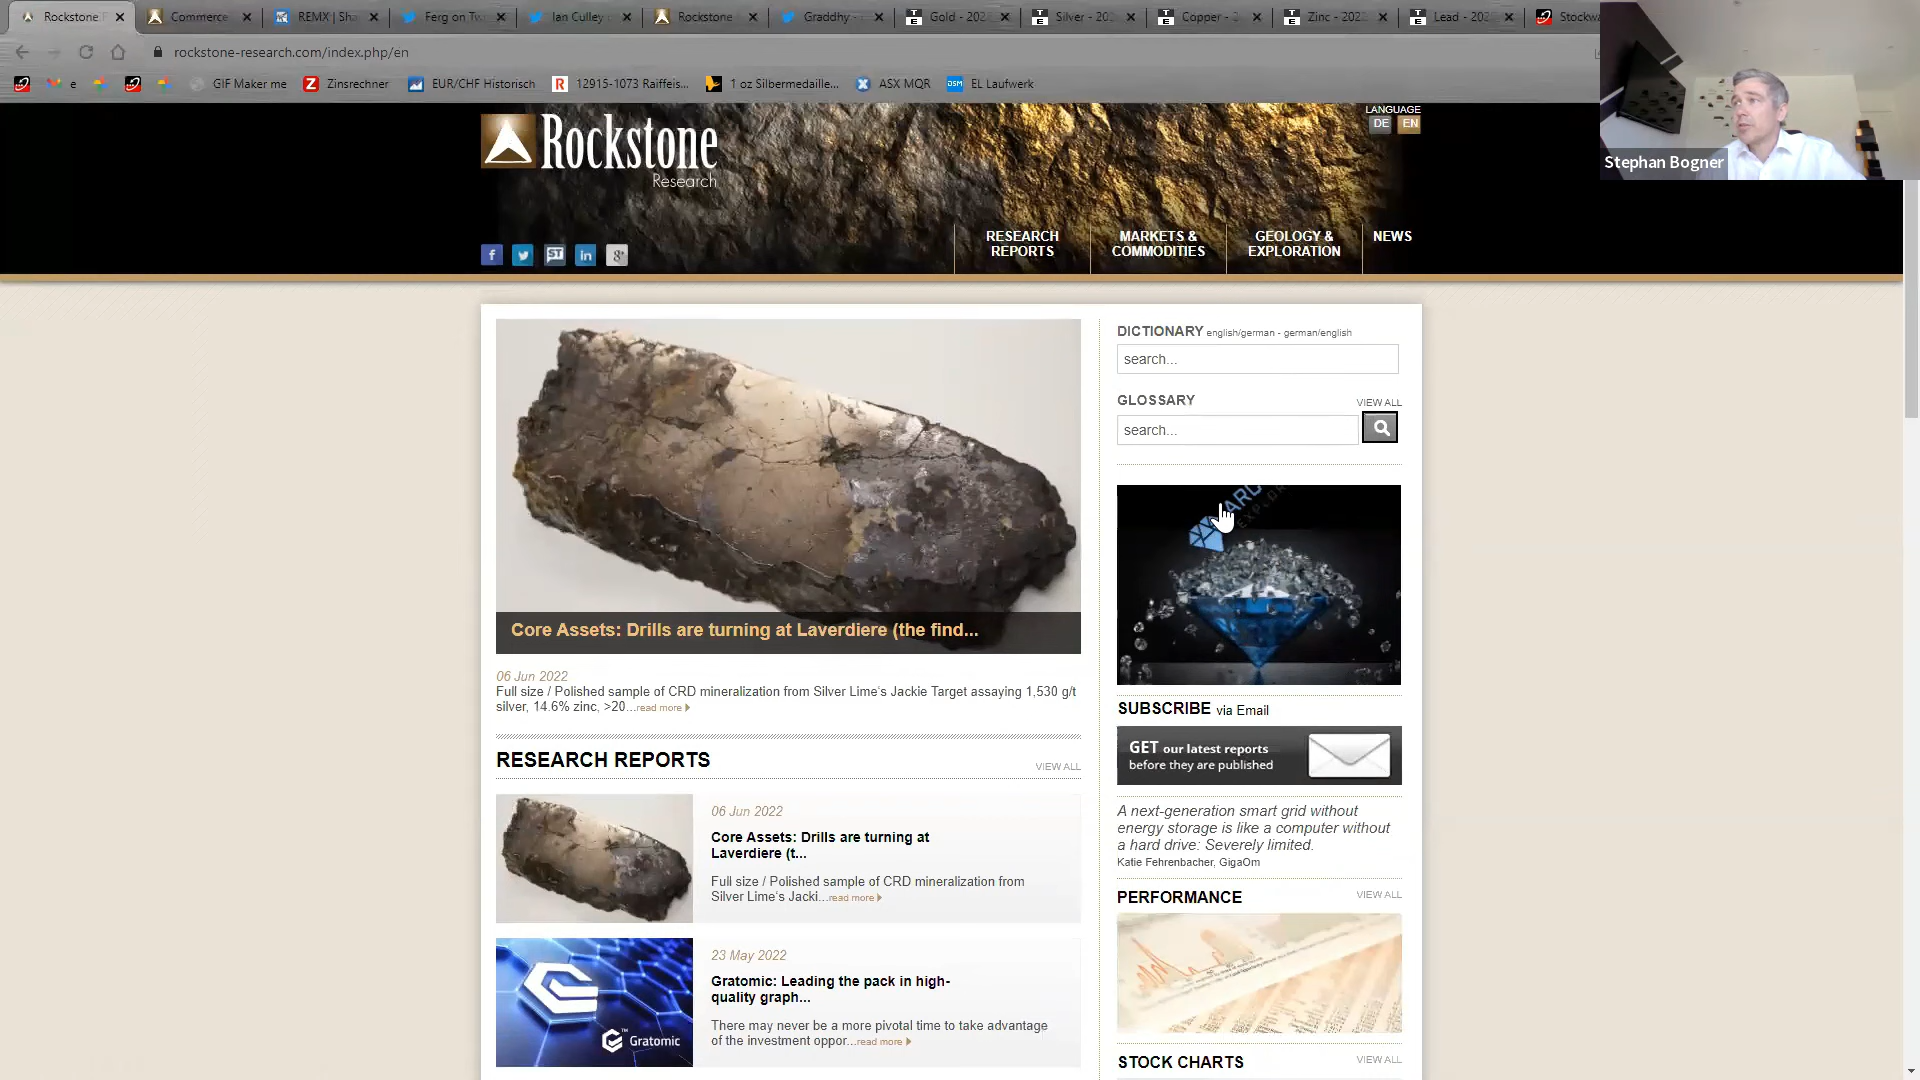 Rockstone
Commerce
REMX | Sha
Ferg on Tw
Ian Culley
Rockstone
Graddhy -
Gold - 202
Silver - 202
Copper - 2
Zinc - 202
Lead - 202
Stockwa
rockstone-research.com/index.php/en
e
GIF Maker me
Zinsrechner
EUR/CHF Historisch
12915-1073 Raiffeis...
1 oz Silbermedaille...
ASX MQR
EL Laufwerk
Stephan Bogner
LANGUAGE
DE EN
Rockstone
Research
RESEARCH
REPORTS
MARKETS &
COMMODITIES
GEOLOGY &
EXPLORATION
NEWS
Core Assets: Drills are turning at Laverdiere (the find...
06 Jun 2022
Full size / Polished sample of CRD mineralization from Silver Lime's Jackie Target assaying 1,530 g/t
silver, 14.6% zinc, >20...read more
RESEARCH REPORTS
VIEW ALL
06 Jun 2022
Core Assets: Drills are turning at
Laverdiere (t...
Full size / Polished sample of CRD mineralization from
Silver Lime's Jacki...read more
23 May 2022
Gratomic: Leading the pack in high-
quality graph...
There may never be a more pivotal time to take advantage
of the investment oppor...read more
Gratomic
DICTIONARY english/german - german/english
search...
GLOSSARY
VIEW ALL
search...
SUBSCRIBE via Email
GET our latest reports
before they are published
A next-generation smart grid without
energy storage is like a computer without
a hard drive: Severely limited.
Katie Fehrenbacher, GigaOm
PERFORMANCE
VIEW ALL
STOCK CHARTS
VIEW ALL